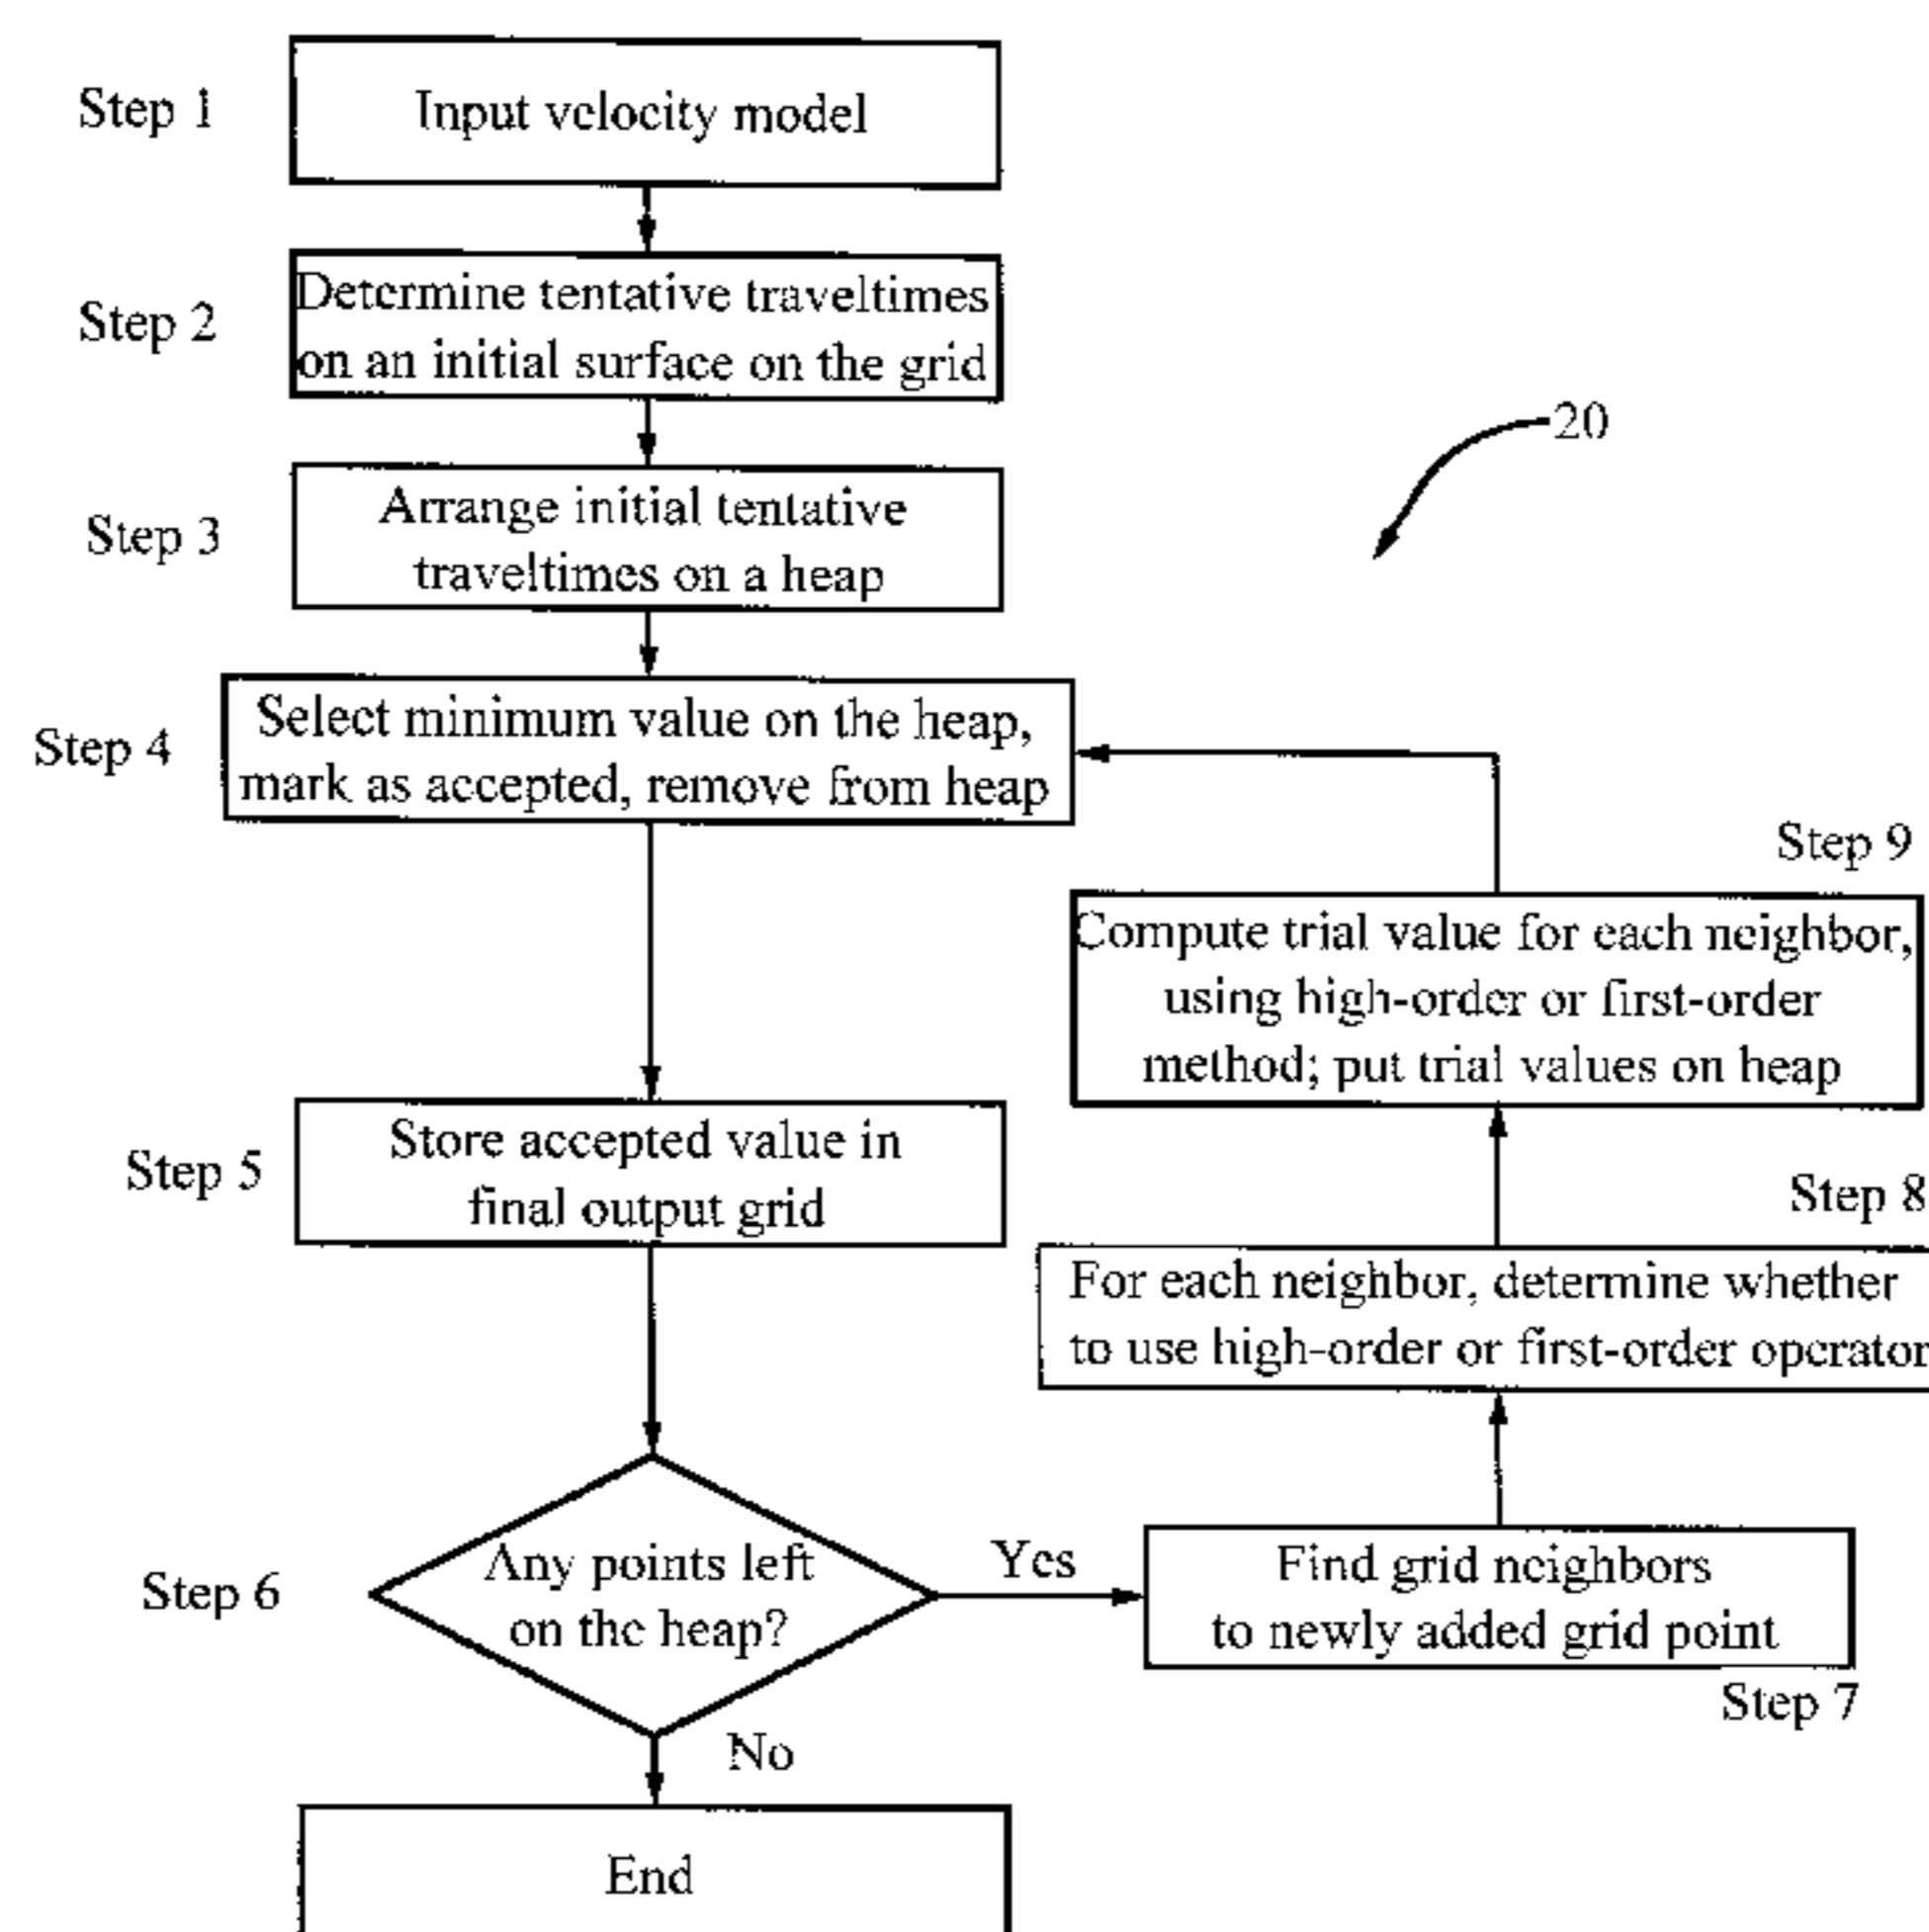 Step 1
Input velocity model
Step 2
Determine tentative traveltimes
on an initial surface on the grid
20
Step 3
Arrange initial tentative
traveltimes on a heap
Step 4
Select minimum value on the heap,
mark as accepted, remove from heap
Step 9
Compute trial value for each neighbor,
using high-order or first-order
method; put trial values on heap
Step 5
Store accepted value in
final output grid
Step 8
For each neighbor, determine whether
to use high-order or first-order operator
Step 6
Any points left
on the heap?
Yes
Find grid neighbors
to newly added grid point
Step 7
No
End